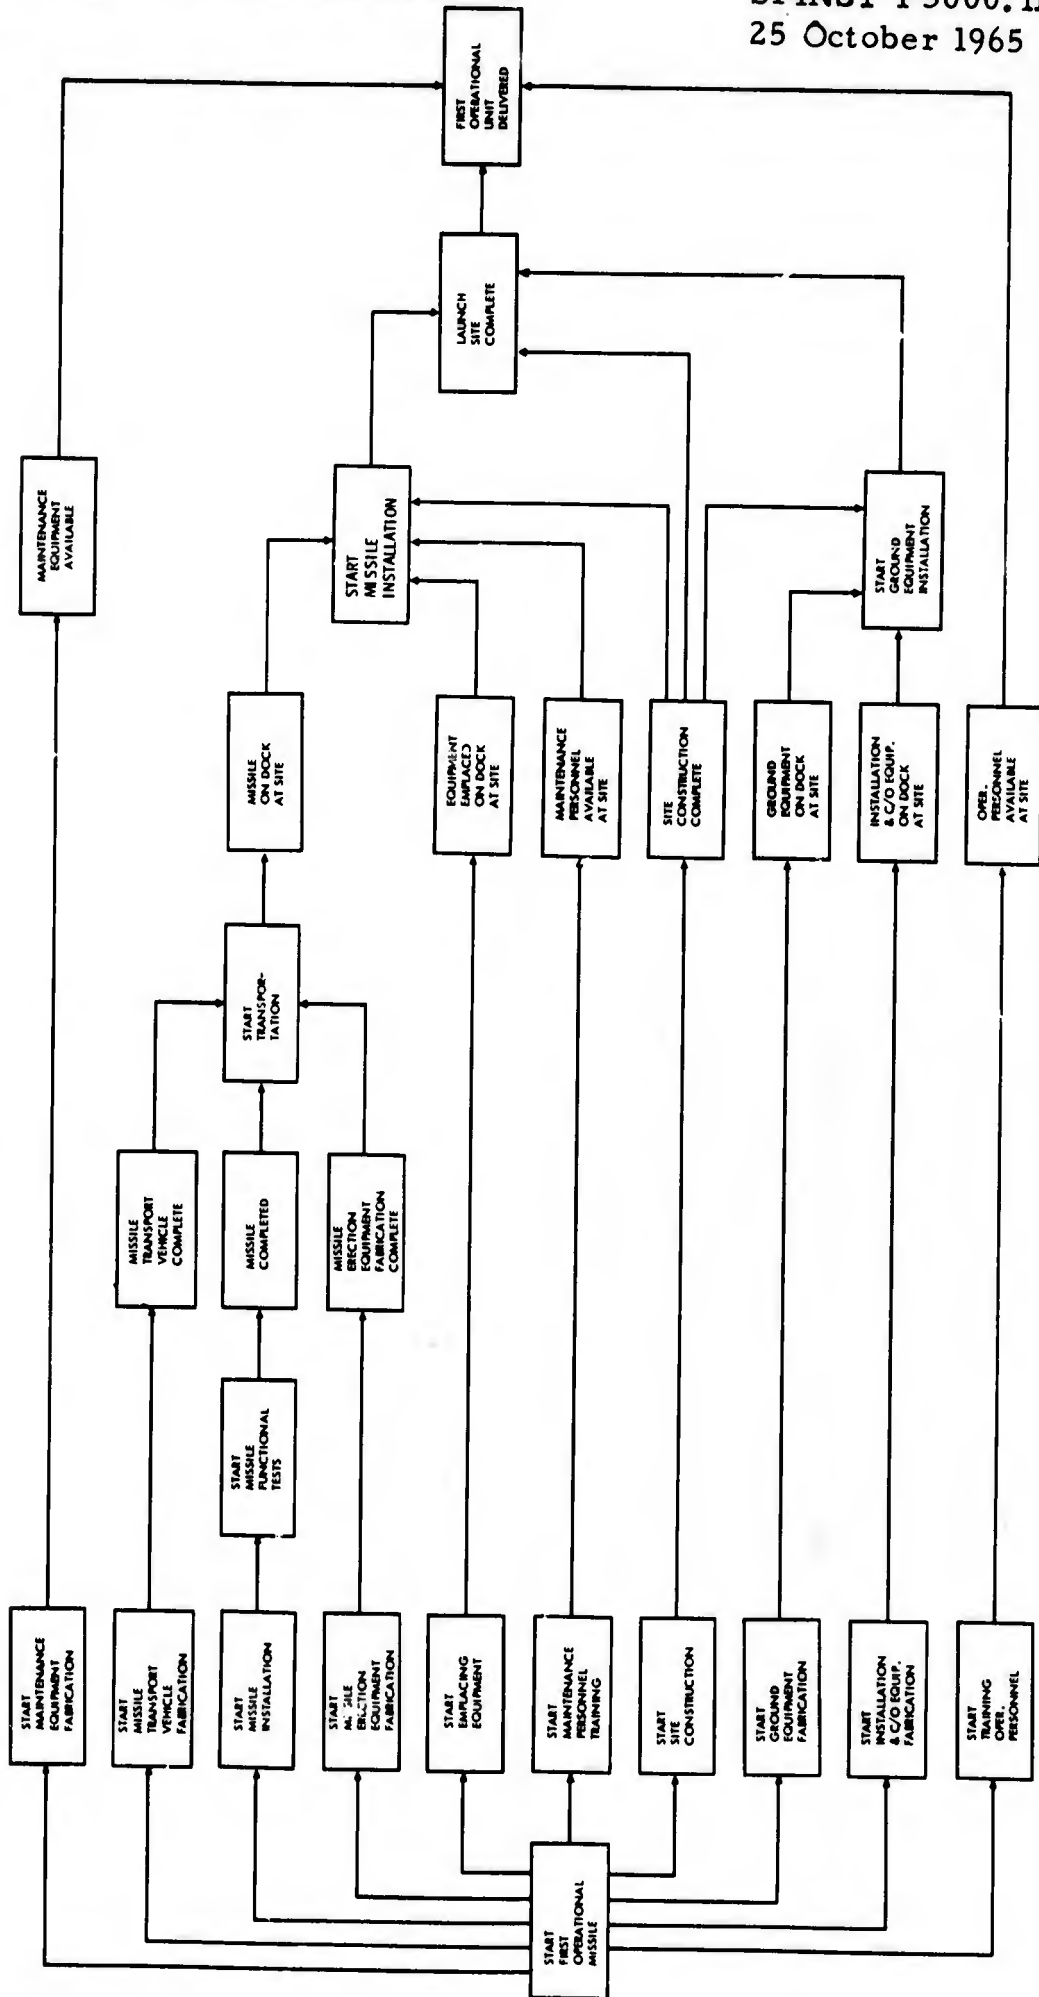 25 October 1965
FIRST
OPERATIONAL
UNIT
DELIVERED
LAUNCH
SITE
COMPLETE
MAINTENANCE
EQUIPMENT
AVAILABLE
START
MISSILE
INSTALLATION
START
GROUND
EQUIPMENT
INSTALLATION
MISSILE
ON DOCK
AT SITE
EQUIPMENT
EMPLACED
ON DOCK
AT SITE
MAINTENANCE
PERSONNEL
AVAILABLE
AT SITE
SITE
CONSTRUCTION
COMPLETE
GROUND
EQUIPMENT
ON DOCK
AT SITE
INSTALLATION
& C/O EQUIP.
ON DOCK
AT SITE
OPER.
PERSONNEL
AVAILABLE
AT SITE
START
TRANSPOR-
TATION
MISSILE
TRANSPORT
VEHICLE
COMPLETE
MISSILE
COMPLETED
MISSILE
ERECTION
EQUIPMENT
FABRICATION
COMPLETE
START
MISSILE
FUNCTIONAL
TESTS
START
MAINTENANCE
EQUIPMENT
FABRICATION
START
MISSILE
TRANSPORT
VEHICLE
FABRICATION
START
MISSILE
INSTALLATION
START
MISSILE
ERECTION
EQUIPMENT
FABRICATION
START
EMPLACING
EQUIPMENT
START
MAINTENANCE
PERSONNEL
TRAINING
START
SITE
CONSTRUCTION
START
GROUND
EQUIPMENT
FABRICATION
START
INSTALLATION
& C/O EQUIP.
FABRICATION
START
TRAINING
OPER.
PERSONNEL
START
FIRST
OPERATIONAL
MISSILE